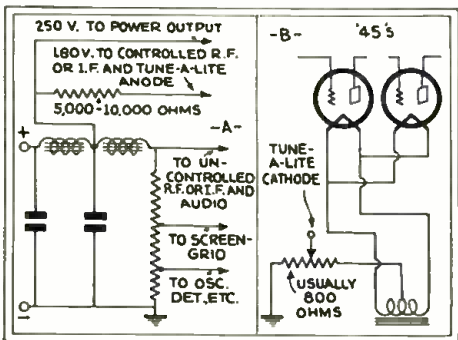 250 V. TO POWER OUTPUT
180 V. TO CONTROLLED R.F.
OR I.F. AND TUNE-A-LITE
ANODE
5,000-10,000 OHMS
+
-A-
TO UN-
CONTROLLED
R.F. OR I.F. AND
AUDIO
TO SCREEN-
GRID
TO OSC.
DET., ETC.
-
-B-
'45's
TUNE-
A-LITE
CATHODE
USUALLY
800
OHMS